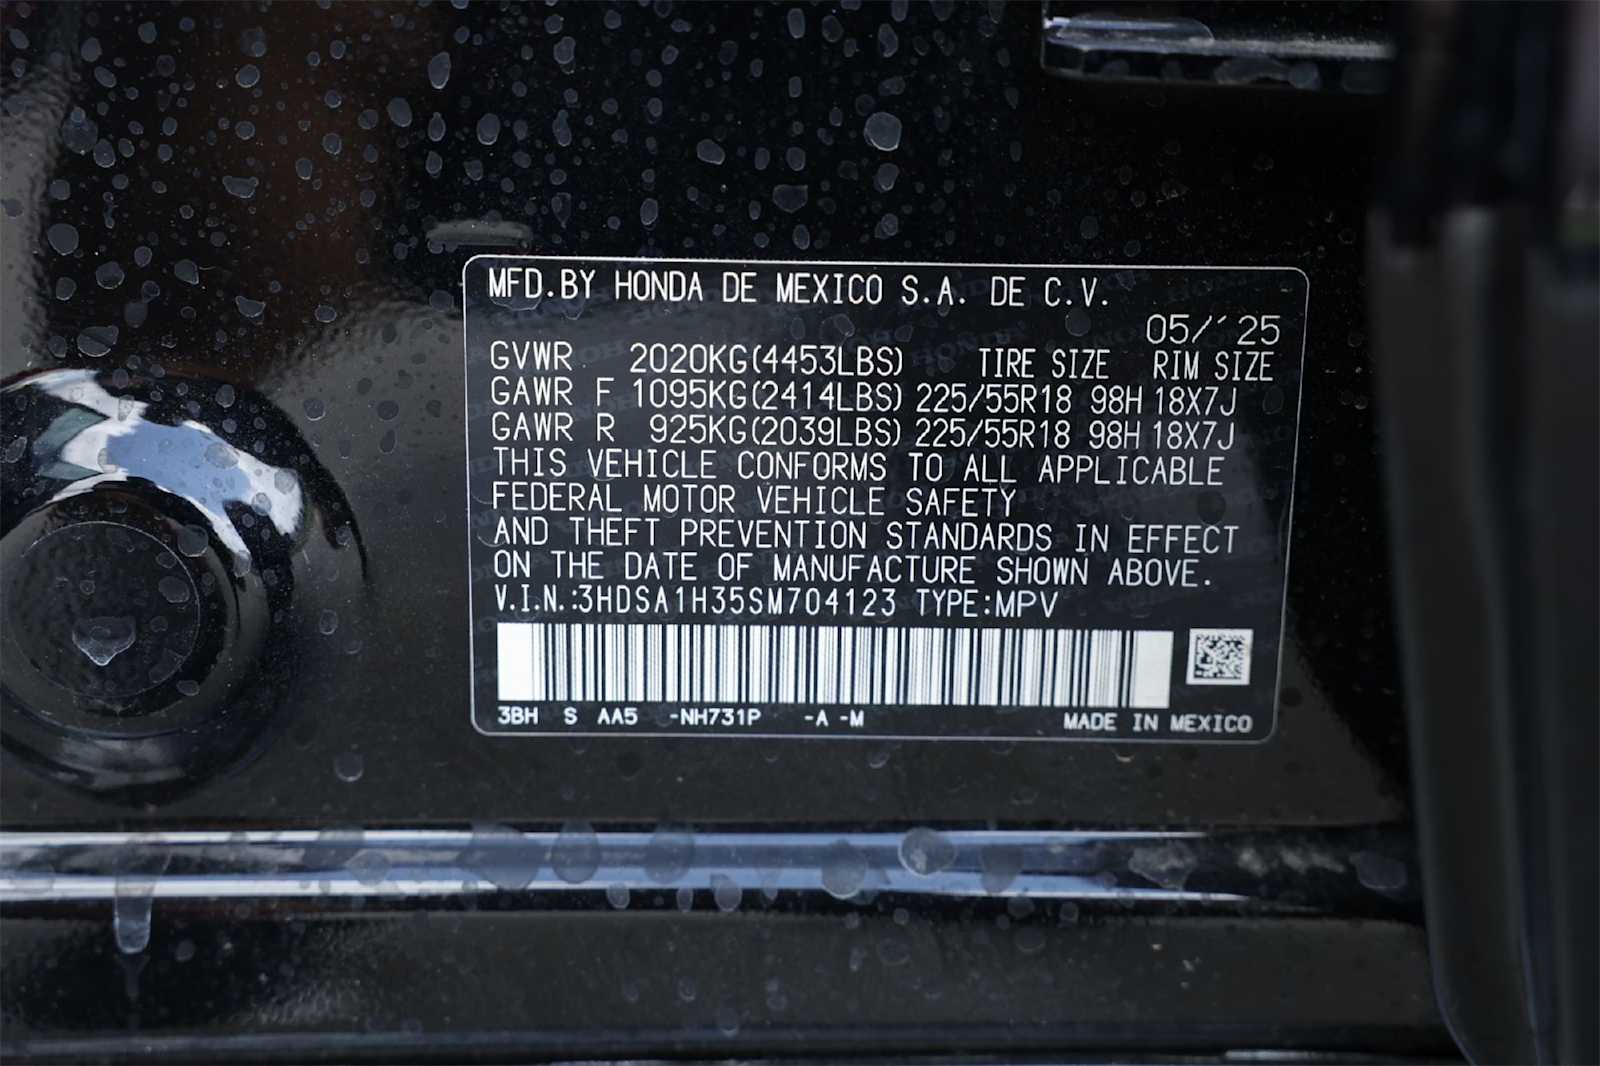 MFD.BY HONDA DE MEXICO S.A. DE C.V.
05/´25
GVWR 2020KG(4453LBS) TIRE SIZE RIM SIZE
GAWR F 1095KG(2414LBS) 225/55R18 98H 18X7J
GAWR R 925KG(2039LBS) 225/55R18 98H 18X7J
THIS VEHICLE CONFORMS TO ALL APPLICABLE
FEDERAL MOTOR VEHICLE SAFETY
AND THEFT PREVENTION STANDARDS IN EFFECT
ON THE DATE OF MANUFACTURE SHOWN ABOVE.
V.I.N.:3HDSA1H35SM704123 TYPE:MPV
3BH S AA5 -NH731P -A -M MADE IN MEXICO